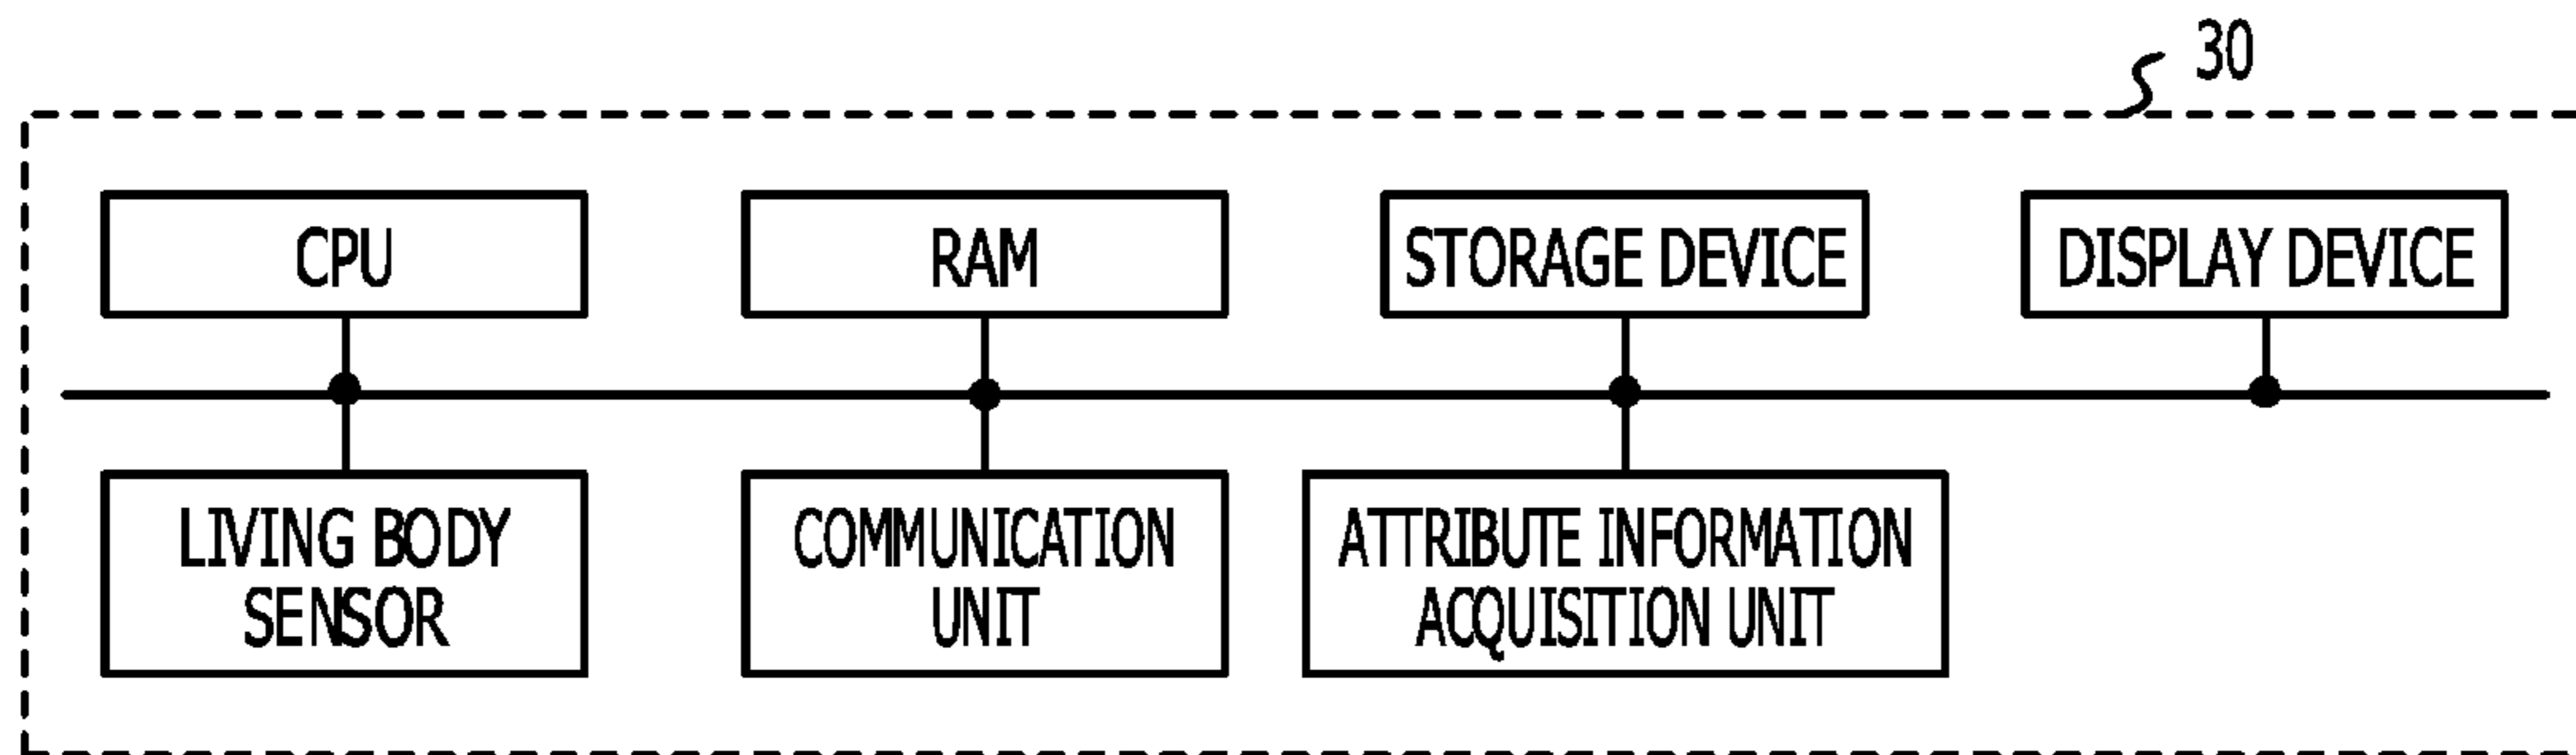 30
CPU
RAM
STORAGE DEVICE
DISPLAY DEVICE
LIVING BODY
SENSOR
COMMUNICATION
UNIT
ATTRIBUTE INFORMATION
ACQUISITION UNIT